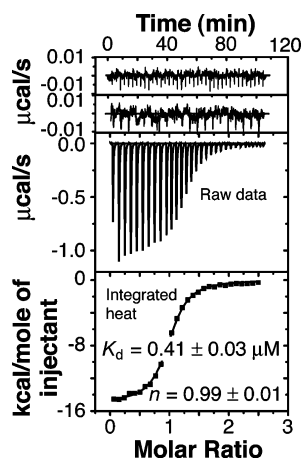 Time (min)
0 40 80 120
0.01
-0.01
μcal/s
0.01
-0.01
0.0
-0.5
-1.0
μcal/s
Raw data
0
-8
-16
kcal/mole of
injectant
Integrated
heat
Kd = 0.41 ± 0.03 μM
n = 0.99 ± 0.01
0 1 2 3
Molar Ratio